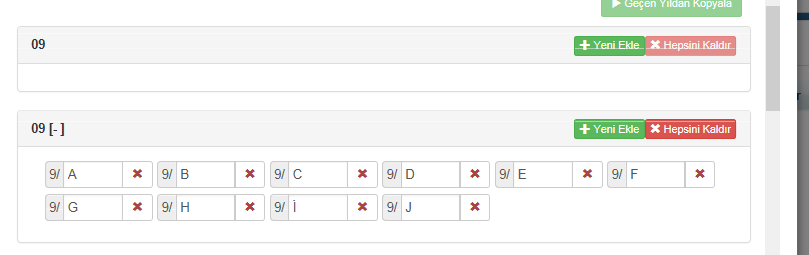 Geçen Yıldan Kopyala
09 Yeni Ekle Hepsini Kaldır
09 [- ] Yeni Ekle Hepsini Kaldır
9/ A 9/ B 9/ C 9/ D 9/ E 9/ F
9/ G 9/ H 9/ İ 9/ J